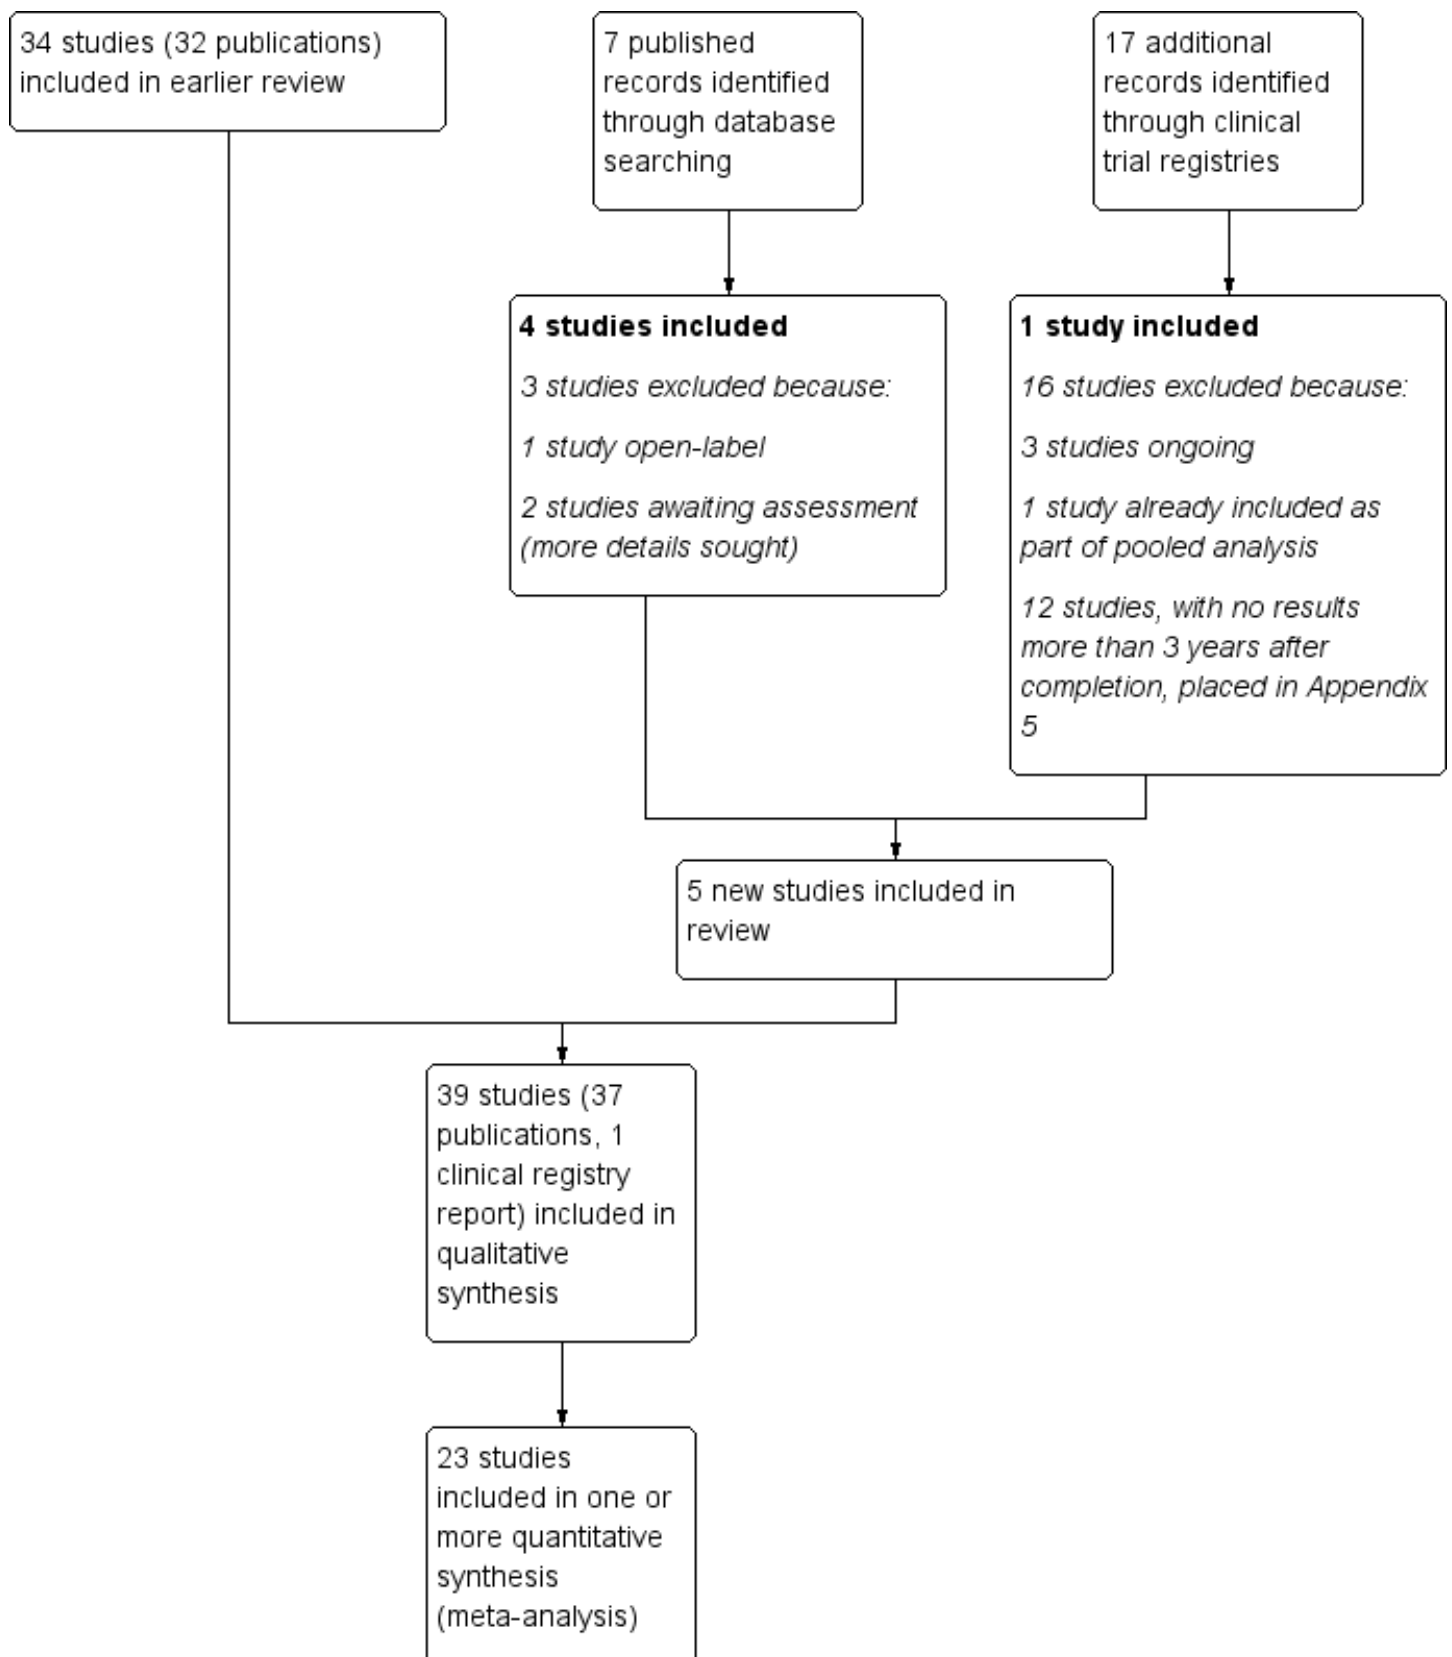 34 studies (32 publications)
included in earlier review
7 published
records identified
through database
searching
17 additional
records identified
through clinical
trial registries
4 studies included
3 studies excluded because:
1 study open-label
2 studies awaiting assessment
(more details sought)
1 study included
16 studies excluded because:
3 studies ongoing
1 study already included as
part of pooled analysis
12 studies, with no results
more than 3 years after
completion, placed in Appendix
5
5 new studies included in
review
39 studies (37
publications, 1
clinical registry
report) included in
qualitative
synthesis
23 studies
included in one or
more quantitative
synthesis
(meta-analysis)